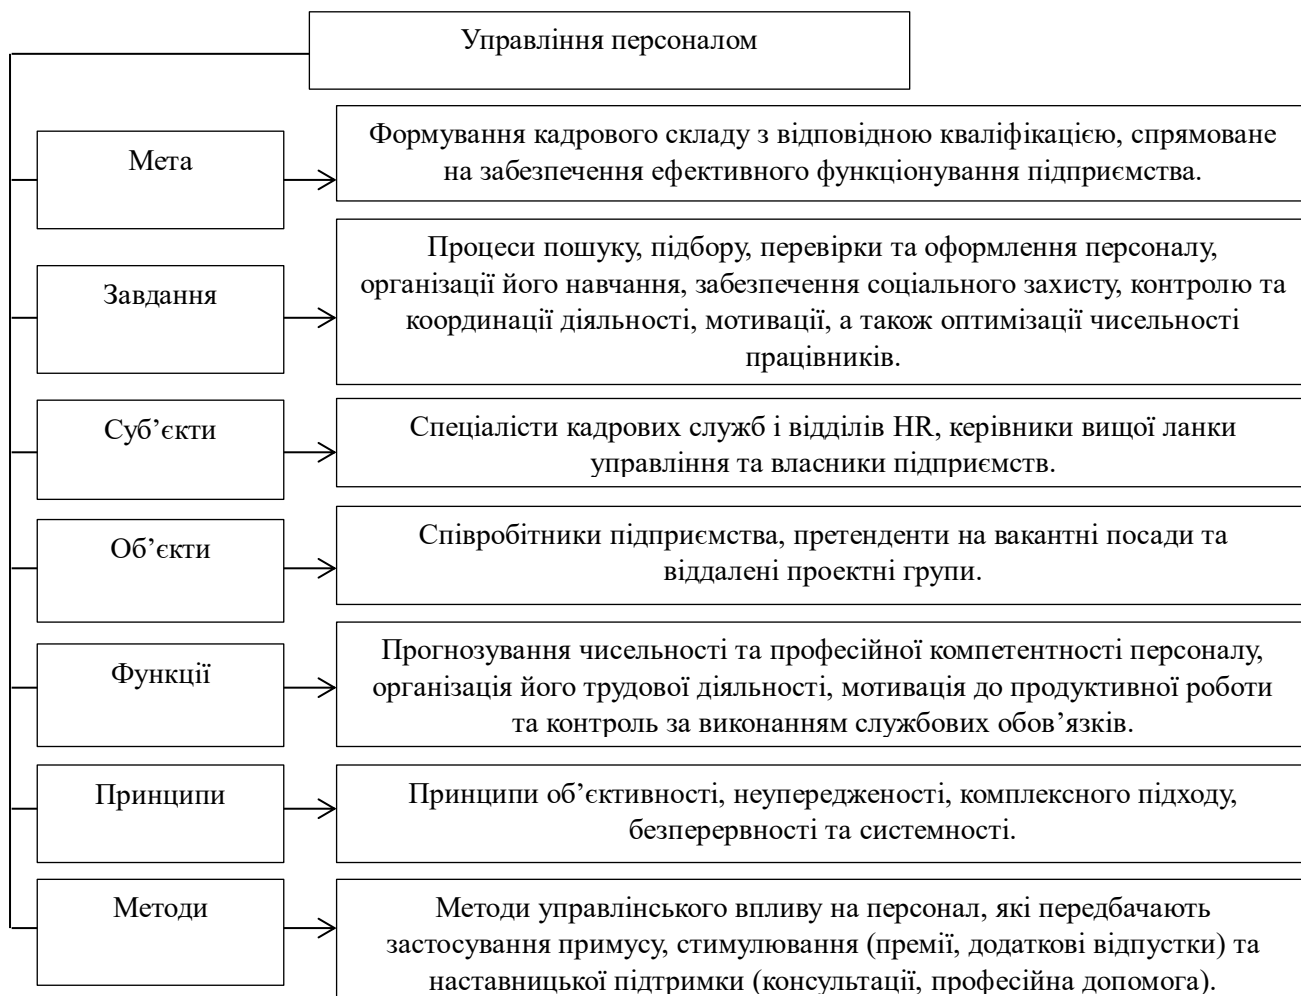 Управління персоналом
Мета
Формування кадрового складу з відповідною кваліфікацією, спрямоване
на забезпечення ефективного функціонування підприємства.
Завдання
Процеси пошуку, підбору, перевірки та оформлення персоналу,
організації його навчання, забезпечення соціального захисту, контролю та
координації діяльності, мотивації, а також оптимізації чисельності
працівників.
Суб’єкти
Спеціалісти кадрових служб і відділів HR, керівники вищої ланки
управління та власники підприємств.
Об’єкти
Співробітники підприємства, претенденти на вакантні посади та
віддалені проектні групи.
Функції
Прогнозування чисельності та професійної компетентності персоналу,
організація його трудової діяльності, мотивація до продуктивної роботи
та контроль за виконанням службових обов’язків.
Принципи
Принципи об’єктивності, неупередженості, комплексного підходу,
безперервності та системності.
Методи
Методи управлінського впливу на персонал, які передбачають
застосування примусу, стимулювання (премії, додаткові відпустки) та
наставницької підтримки (консультації, професійна допомога).